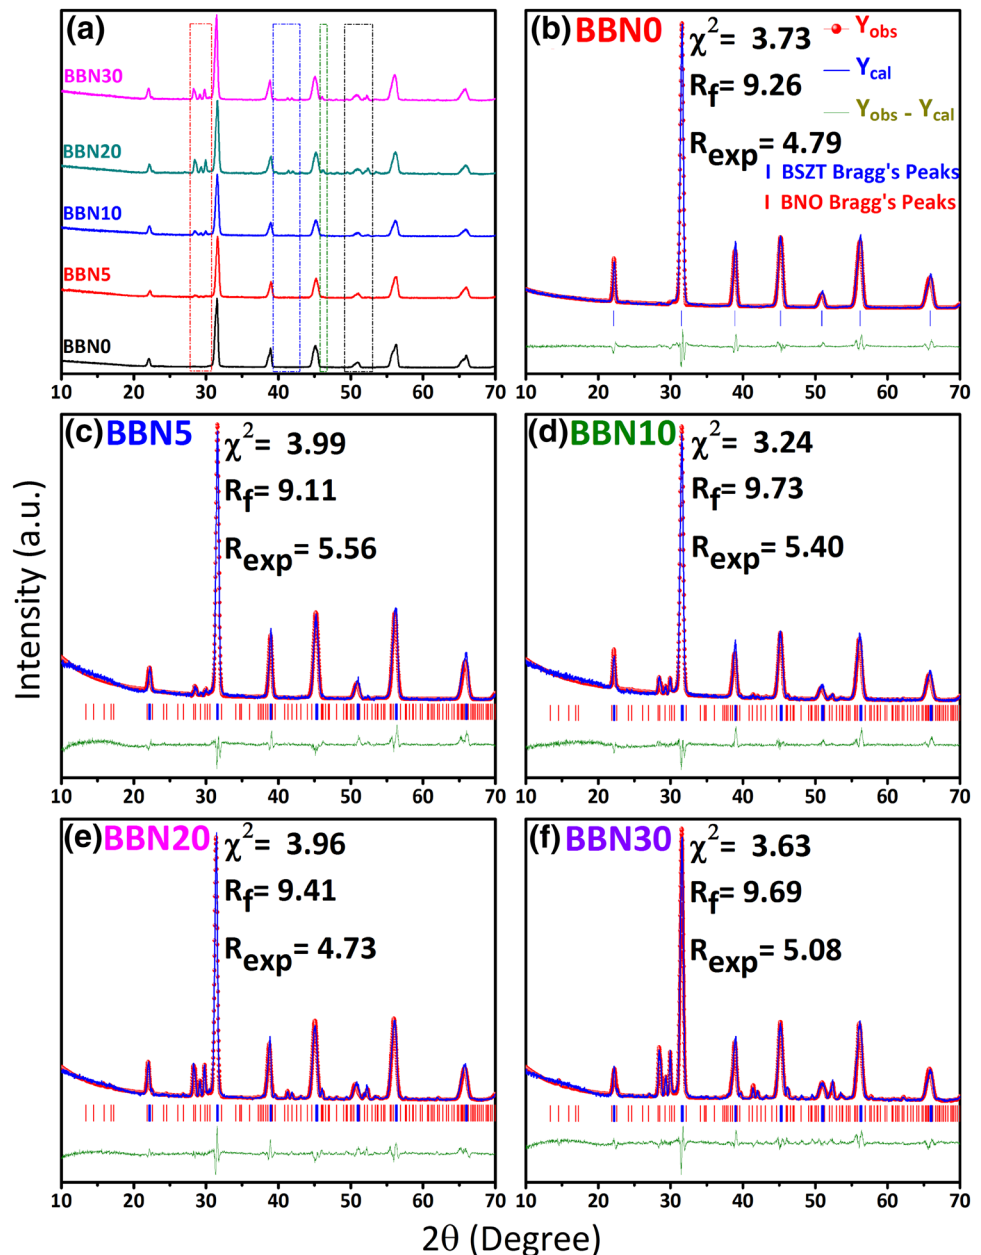 (a)
BBN30
BBN20
BBN10
BBN5
BBN0
10 20 30 40 50 60 70
(b) BBN0
χ2= 3.73
Rf= 9.26
Rexp= 4.79
Yobs
Ycal
Yobs - Ycal
I BSZT Bragg's Peaks
I BNO Bragg's Peaks
10 20 30 40 50 60 70
(c) BBN5
χ2= 3.99
Rf= 9.11
Rexp= 5.56
10 20 30 40 50 60 70
(d) BBN10
χ2= 3.24
Rf= 9.73
Rexp= 5.40
10 20 30 40 50 60 70
Intensity (a.u.)
(e) BBN20
χ2= 3.96
Rf= 9.41
Rexp= 4.73
10 20 30 40 50 60 70
(f) BBN30
χ2= 3.63
Rf= 9.69
Rexp= 5.08
10 20 30 40 50 60 70
2θ (Degree)